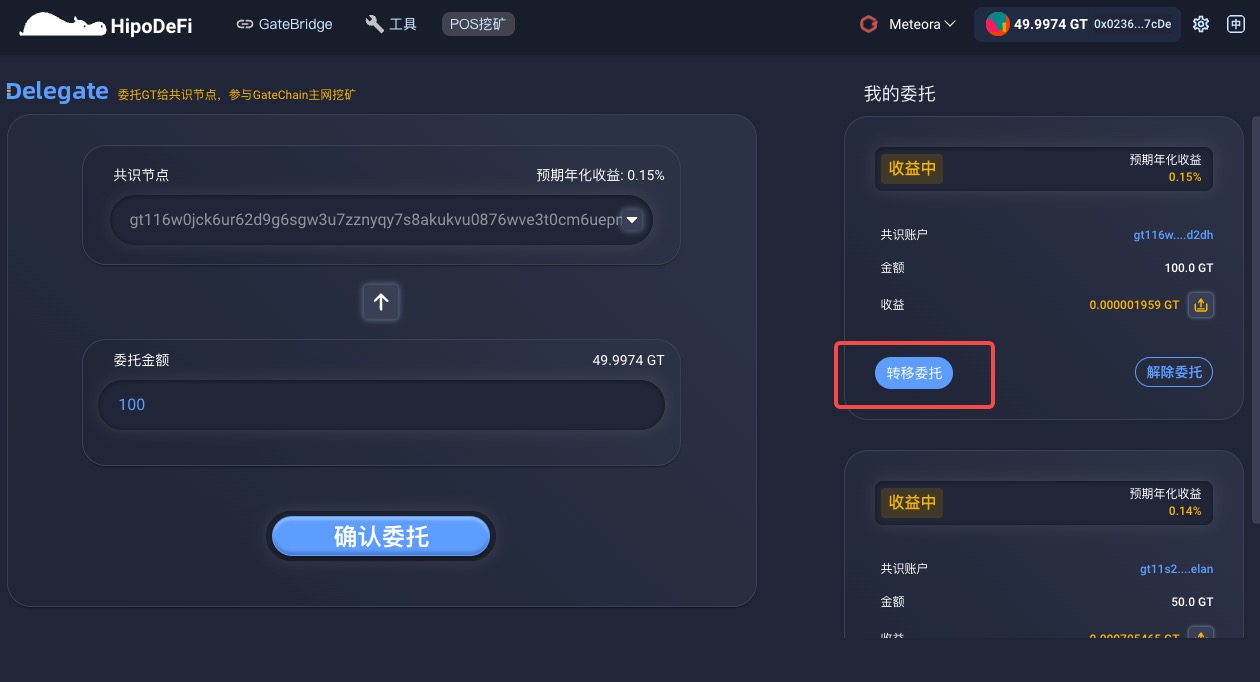 HipoDeFi
GateBridge
工具
POS挖矿
Meteora
49.9974 GT 0x0236...7cDe
中
Delegate 委托GT给共识节点，参与GateChain主网挖矿
共识节点 预期年化收益: 0.15%
gt116w0jck6ur62d9g6sgw3u7zznyqy7s8akukvu0876wve3t0cm6uepr
委托金额 49.9974 GT
100
确认委托
我的委托
收益中 预期年化收益
0.15%
共识账户 gt116w....d2dh
金额 100.0 GT
收益 0.000001959 GT
转移委托 解除委托
收益中 预期年化收益
0.14%
共识账户 gt11s2....elan
金额 50.0 GT
收益